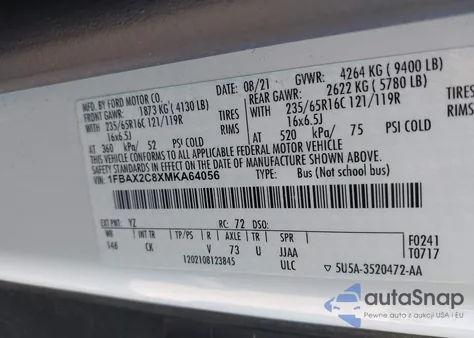 MFD. BY FORD MOTOR CO.
08/21 GVWR: 4264 KG ( 9400 LB)
FRONT GAWR: 1873 KG ( 4130 LB)
REAR GAWR: 2622 KG ( 5780 LB)
WITH 235/65R16C 121/119R TIRES
WITH 235/65R16C 121/119R TIRES
16x6.5J RIMS
16x6.5J RIMS
AT 360 kPa/ 52 PSI COLD
AT 520 kPa/ 75 PSI COLD
THIS VEHICLE CONFORMS TO ALL APPLICABLE FEDERAL MOTOR VEHICLE
SAFETY STANDARDS IN EFFECT ON THE DATE OF MANUFACTURE SHOWN ABOVE.
VIN: 1FBAX2C8XMKA64056
TYPE: Bus (Not School bus)
EXT PNT: YZ RC: 72 DSO:
WB INT TR TP/PS R AXLE TR SPR
148 CK V 73 U JJAA
1202108123845 ULC
F0241
T0717
▽ 5U5A-3520472-AA
autoSnap
Pewne auto z aukcji USA i EU